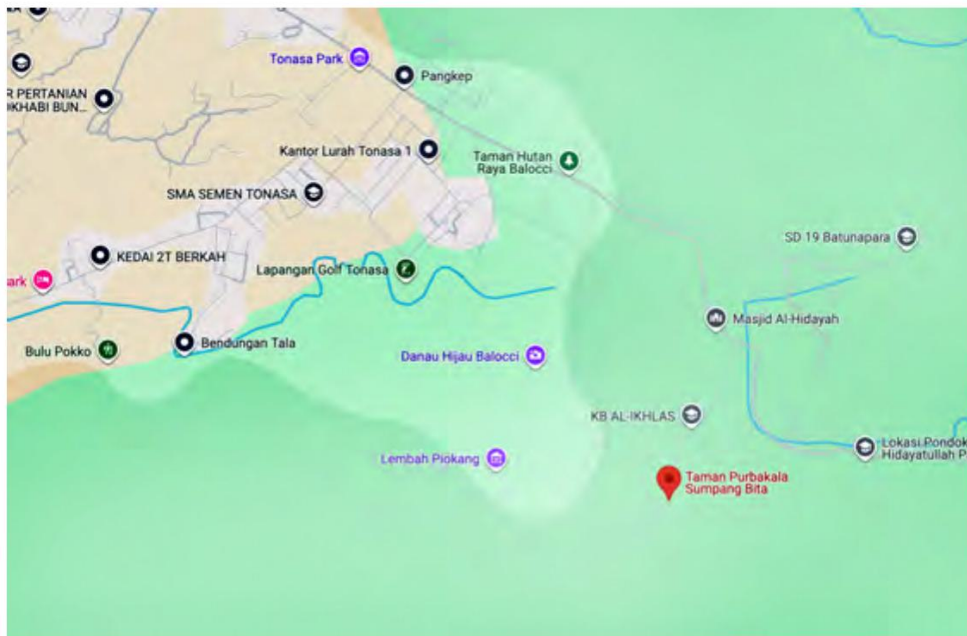 Tonasa Park
Pangkep
R PERTANIAN
OKHABI BUN...
Kantor Lurah Tonasa 1
Taman Hutan
Raya Balocci
SMA SEMEN TONASA
SD 19 Batunapara
KEDAI 2T BERKAH
Lapangan Golf Tonasa
ark
Masjid Al-Hidayah
Bendungan Tala
Bulu Pokko
Danau Hijau Balocci
KB AL-IKHLAS
Lokasi Pondok
Hidayatullah P
Lembah Piokang
Taman Purbakala
Sumpang Bita